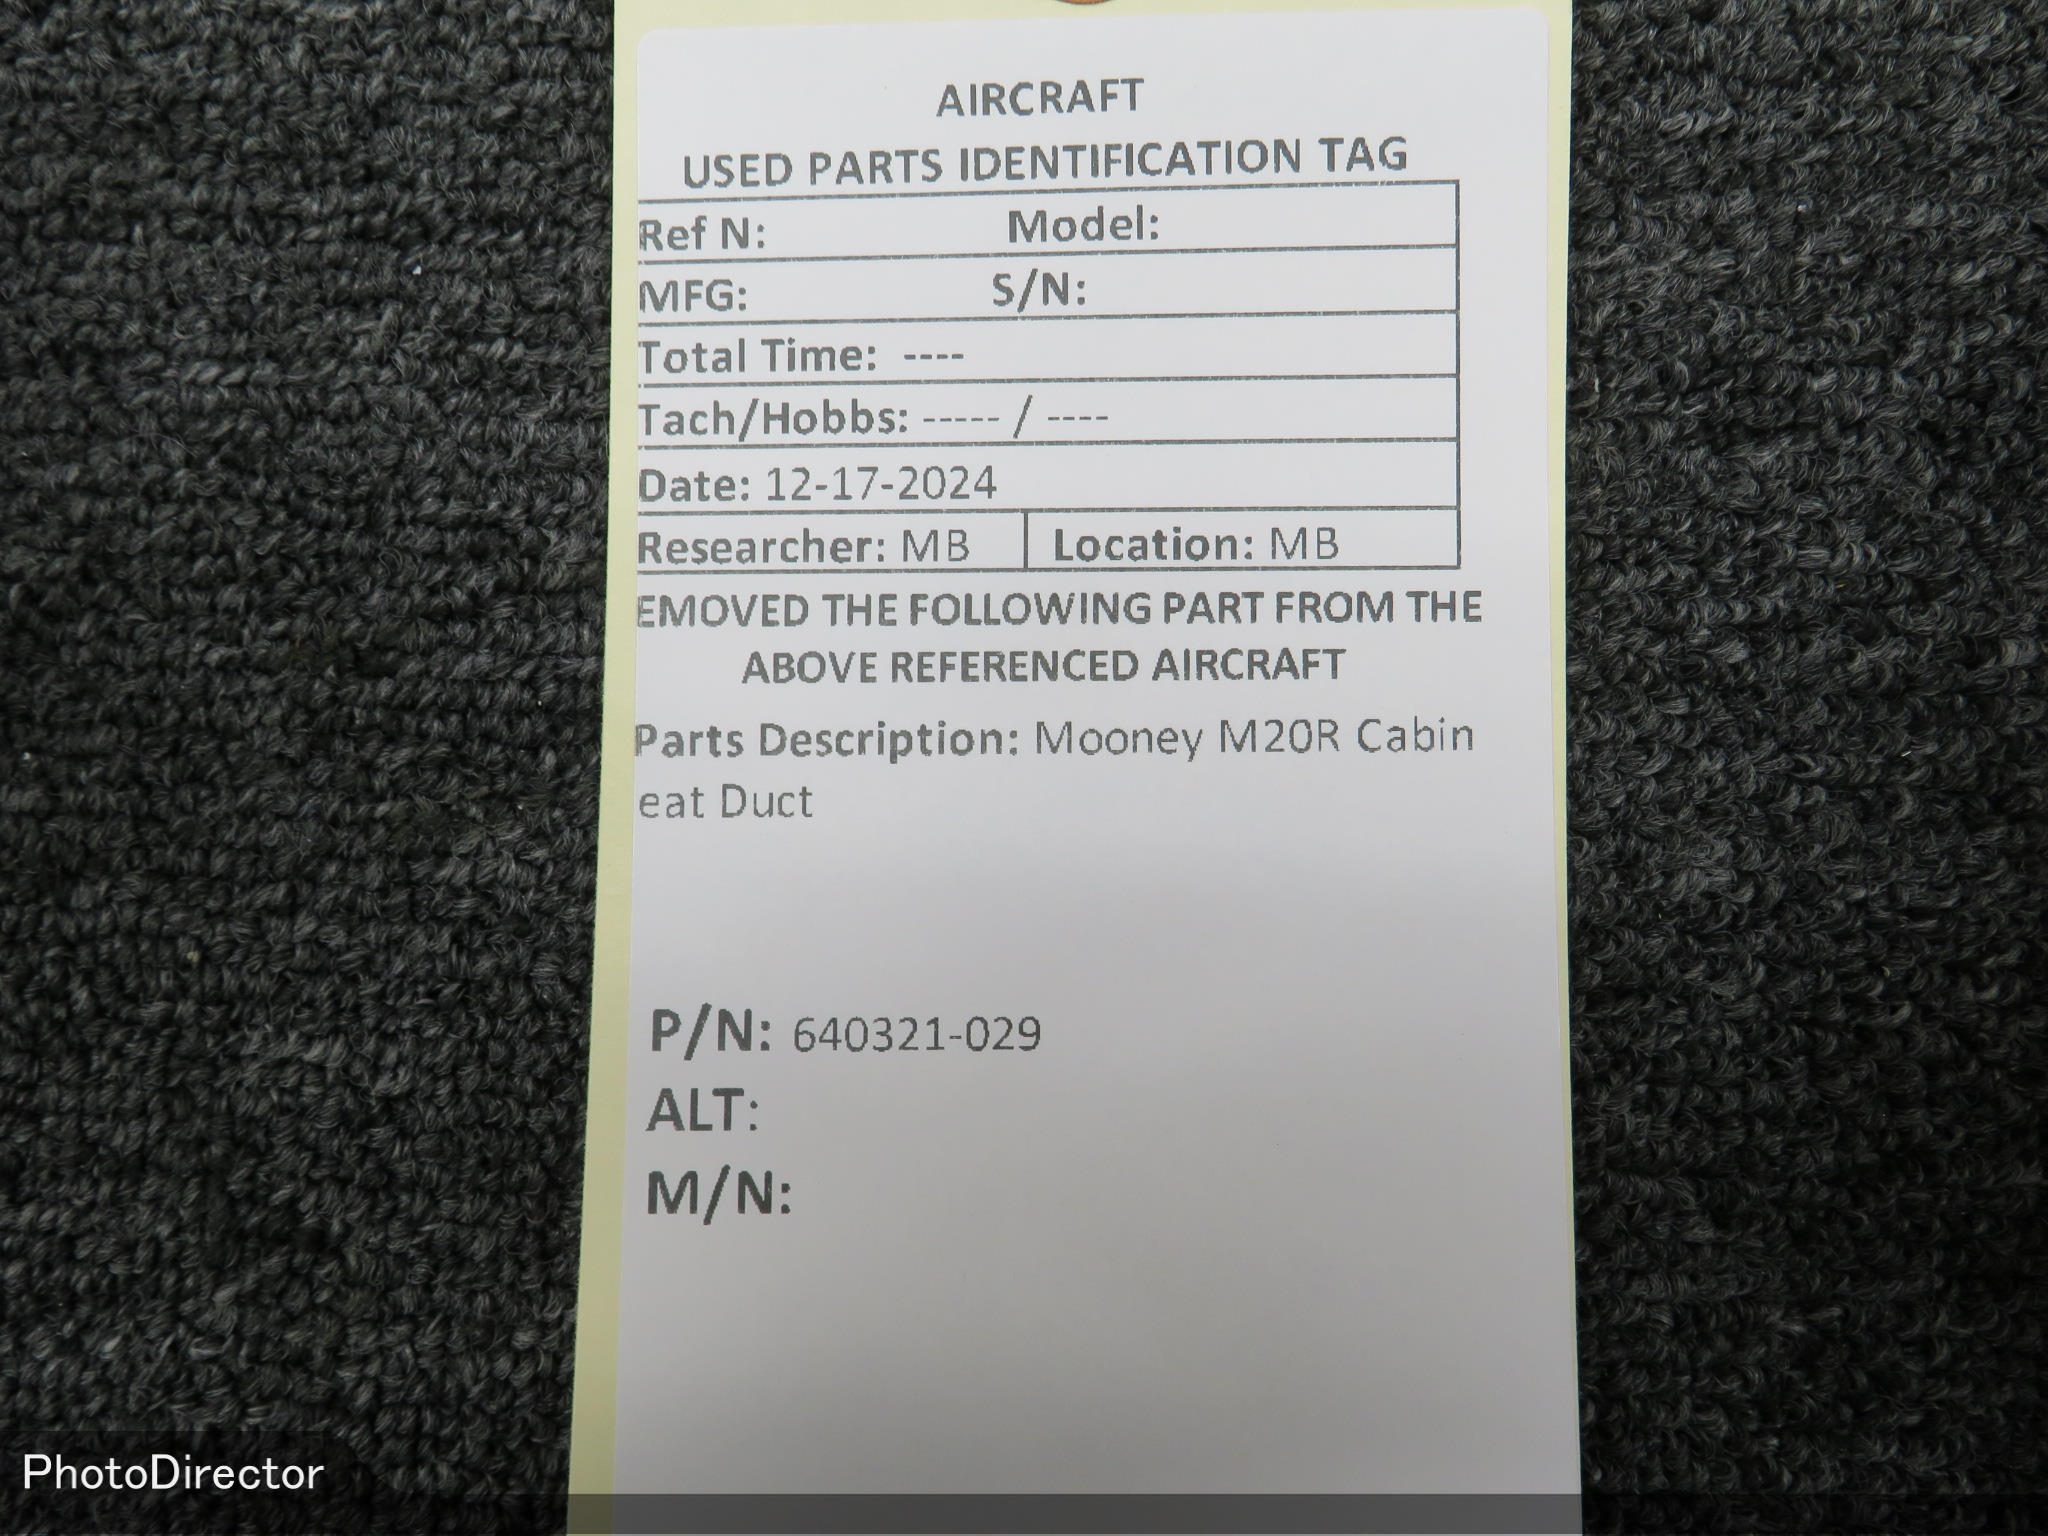 AIRCRAFT
USED PARTS IDENTIFICATION TAG
Ref N: Model:
MFG: S/N:
Total Time: ----
Tach/Hobbs: ----- / ----
Date: 12-17-2024
Researcher: MB Location: MB
EMOVED THE FOLLOWING PART FROM THE
ABOVE REFERENCED AIRCRAFT
Parts Description: Mooney M20R Cabin
eat Duct
P/N: 640321-029
ALT:
M/N:
PhotoDirector